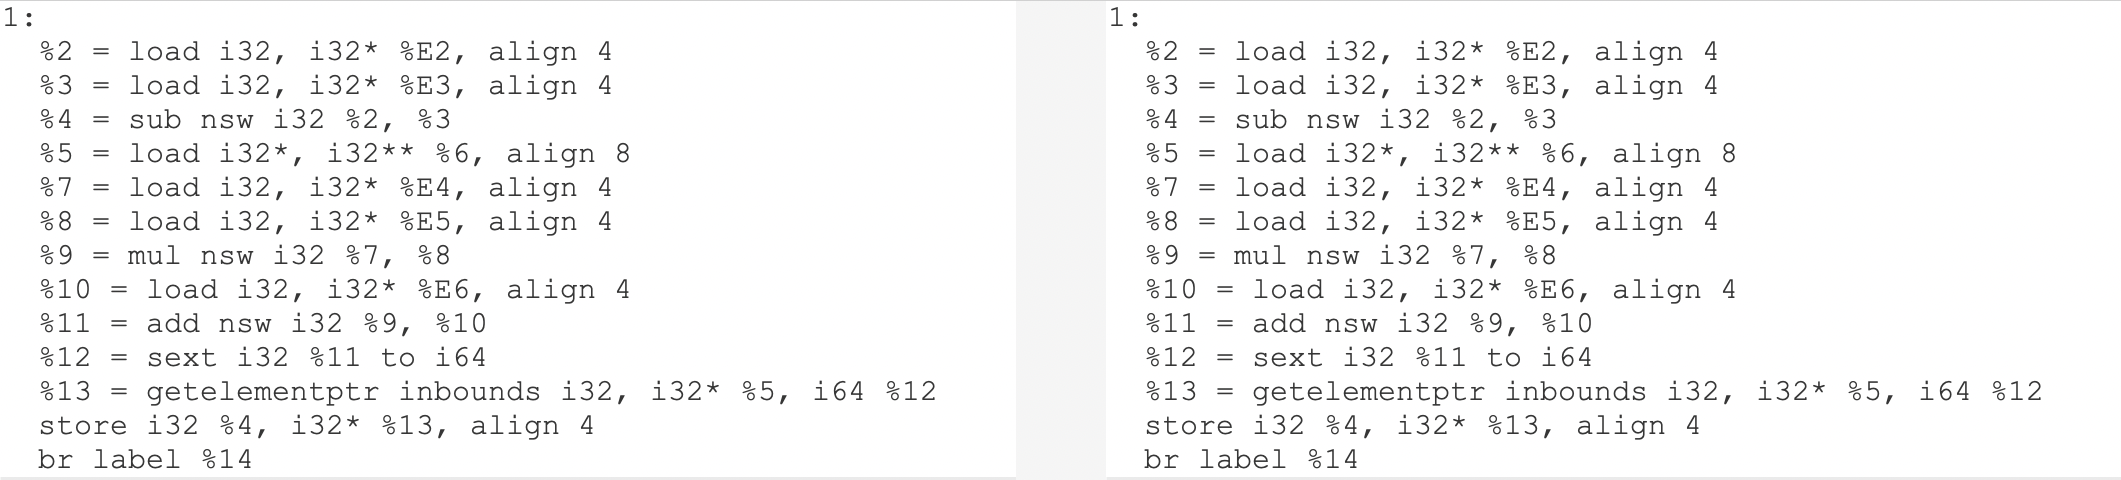 1:
%2 = load i32, i32* %E2, align 4
%3 = load i32, i32* %E3, align 4
%4 = sub nsw i32 %2, %3
%5 = load i32*, i32** %6, align 8
%7 = load i32, i32* %E4, align 4
%8 = load i32, i32* %E5, align 4
%9 = mul nsw i32 %7, %8
%10 = load i32, i32* %E6, align 4
%11 = add nsw i32 %9, %10
%12 = sext i32 %11 to i64
%13 = getelementptr inbounds i32, i32* %5, i64 %12
store i32 %4, i32* %13, align 4
br label %14
1:
%2 = load i32, i32* %E2, align 4
%3 = load i32, i32* %E3, align 4
%4 = sub nsw i32 %2, %3
%5 = load i32*, i32** %6, align 8
%7 = load i32, i32* %E4, align 4
%8 = load i32, i32* %E5, align 4
%9 = mul nsw i32 %7, %8
%10 = load i32, i32* %E6, align 4
%11 = add nsw i32 %9, %10
%12 = sext i32 %11 to i64
%13 = getelementptr inbounds i32, i32* %5, i64 %12
store i32 %4, i32* %13, align 4
br label %14